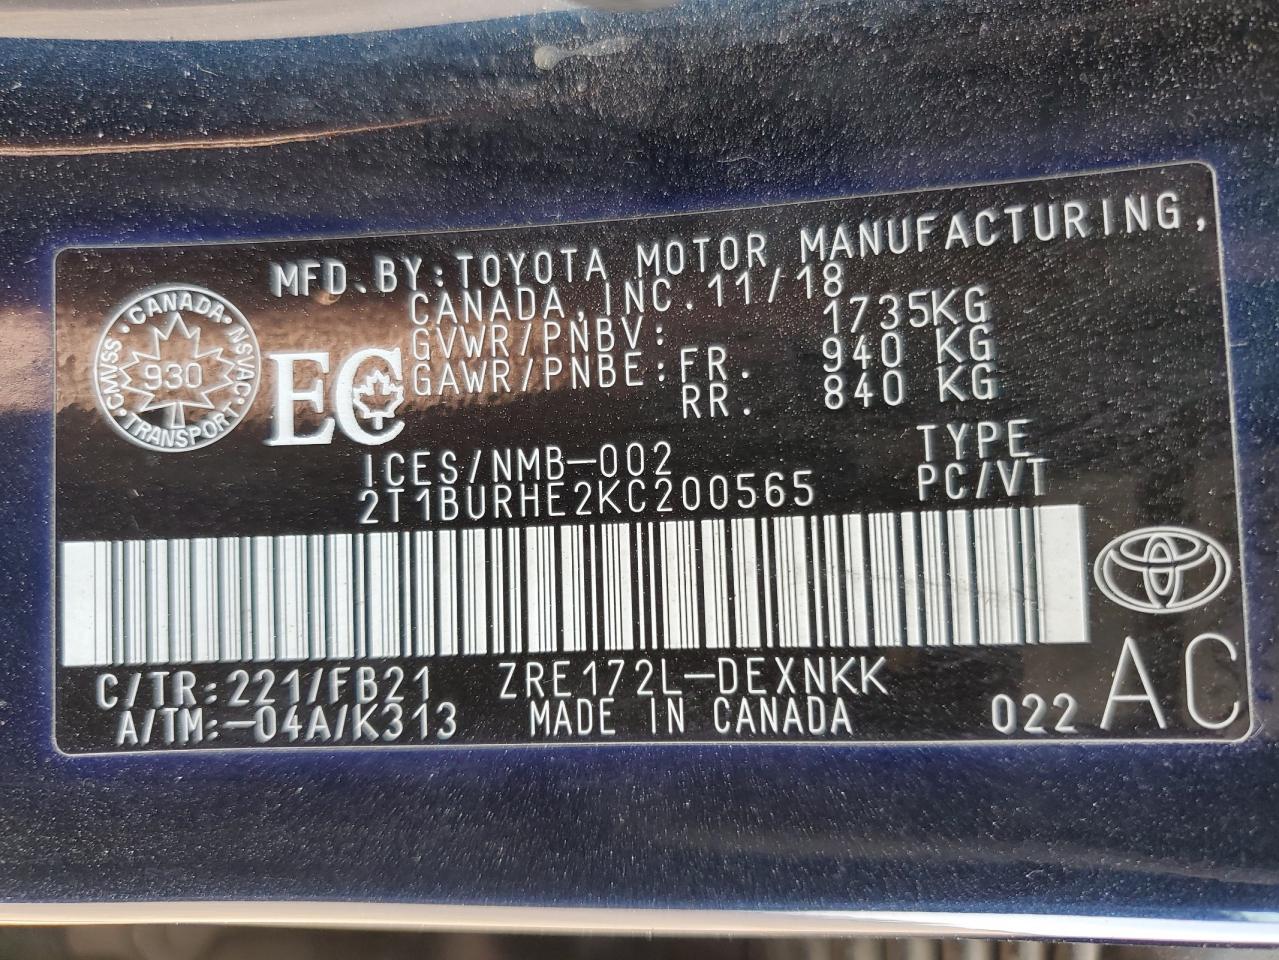 MFD.BY:TOYOTA MOTOR MANUFACTURING,
CANADA,INC.11/18
GVWR/PNBV: 1735KG
GAWR/PNBE:FR. 940 KG
RR. 840 KG
CANADA
CMVSS
930
NSVAC
TRANSPORT
EC
ICES/NMB-002
TYPE
2T1BURHE2KC200565
PC/VT
C/TR:221/FB21
ZRE172L-DEXNKK
A/TM:-04A/K313
MADE IN CANADA
022
AC